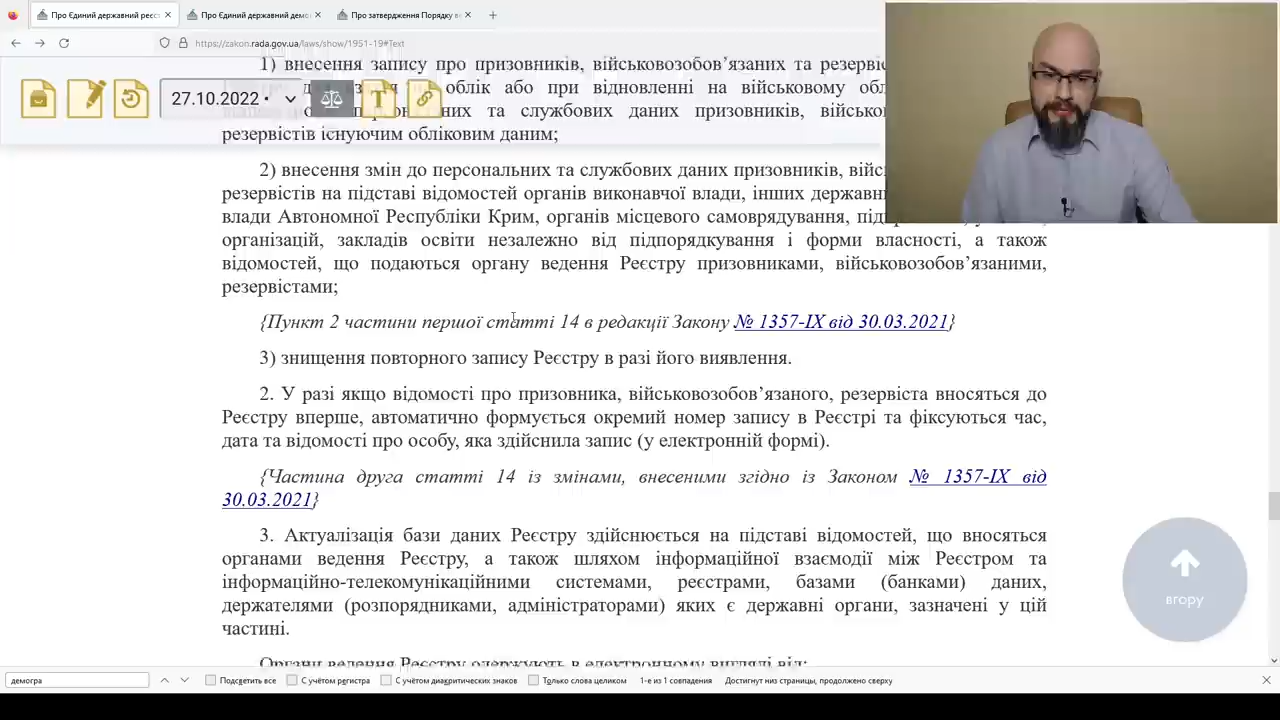 Про Єдиний державний реєст
Про Єдиний державний демо
Про затвердження Порядку в
https://zakon.rada.gov.ua/laws/show/1951-19#Text
1) внесення запису про призовників, військовозобов’язаних та резервіс
облік або при відновленні на військовому обл
27.10.2022
них та службових даних призовників, військов
резервістів існуючим обліковим даним;
2) внесення змін до персональних та службових даних призовників, війсь
резервістів на підставі відомостей органів виконавчої влади, інших державни
влади Автономної Республіки Крим, органів місцевого самоврядування, підп
організацій, закладів освіти незалежно від підпорядкування і форми власності, а також
відомостей, що подаються органу ведення Реєстру призовниками, військовозобов’язаними,
резервістами;
{Пункт 2 частини першої статті 14 в редакції Закону № 1357-IX від 30.03.2021}
3) знищення повторного запису Реєстру в разі його виявлення.
2. У разі якщо відомості про призовника, військовозобов’язаного, резервіста вносяться до
Реєстру вперше, автоматично формується окремий номер запису в Реєстрі та фіксуються час,
дата та відомості про особу, яка здійснила запис (у електронній формі).
{Частина друга статті 14 із змінами, внесеними згідно із Законом № 1357-IX від
30.03.2021}
3. Актуалізація бази даних Реєстру здійснюється на підставі відомостей, що вносяться
органами ведення Реєстру, а також шляхом інформаційної взаємодії між Реєстром та
інформаційно-телекомунікаційними системами, реєстрами, базами (банками) даних,
держателями (розпорядниками, адміністраторами) яких є державні органи, зазначені у цій
частині.
вгору
Органи ведення Реєстру одержують в електронному вигляді від:
демогра
Подсветить все
С учётом регистра
С учётом диакритических знаков
Только слова целиком
1-е из 1 совпадения
Достигнут низ страницы, продолжено сверху